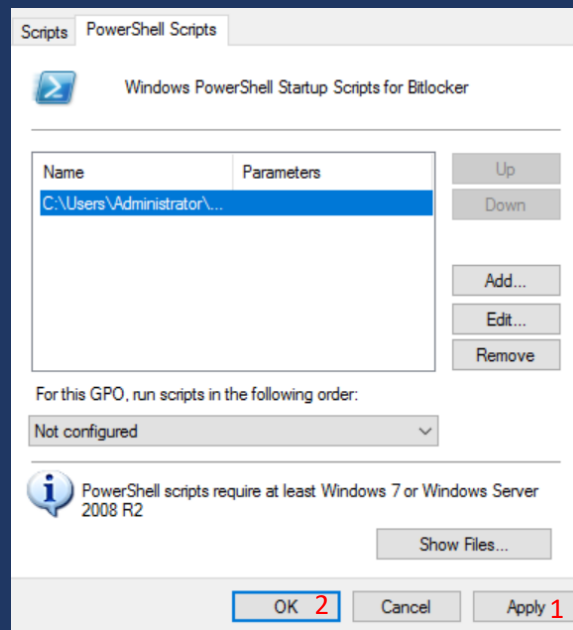 Scripts PowerShell Scripts
Windows PowerShell Startup Scripts for Bitlocker
Name Parameters
C:\Users\Administrator\...
Up
Down
Add...
Edit...
Remove
For this GPO, run scripts in the following order:
Not configured
PowerShell scripts require at least Windows 7 or Windows Server
2008 R2
Show Files...
OK 2 Cancel Apply 1